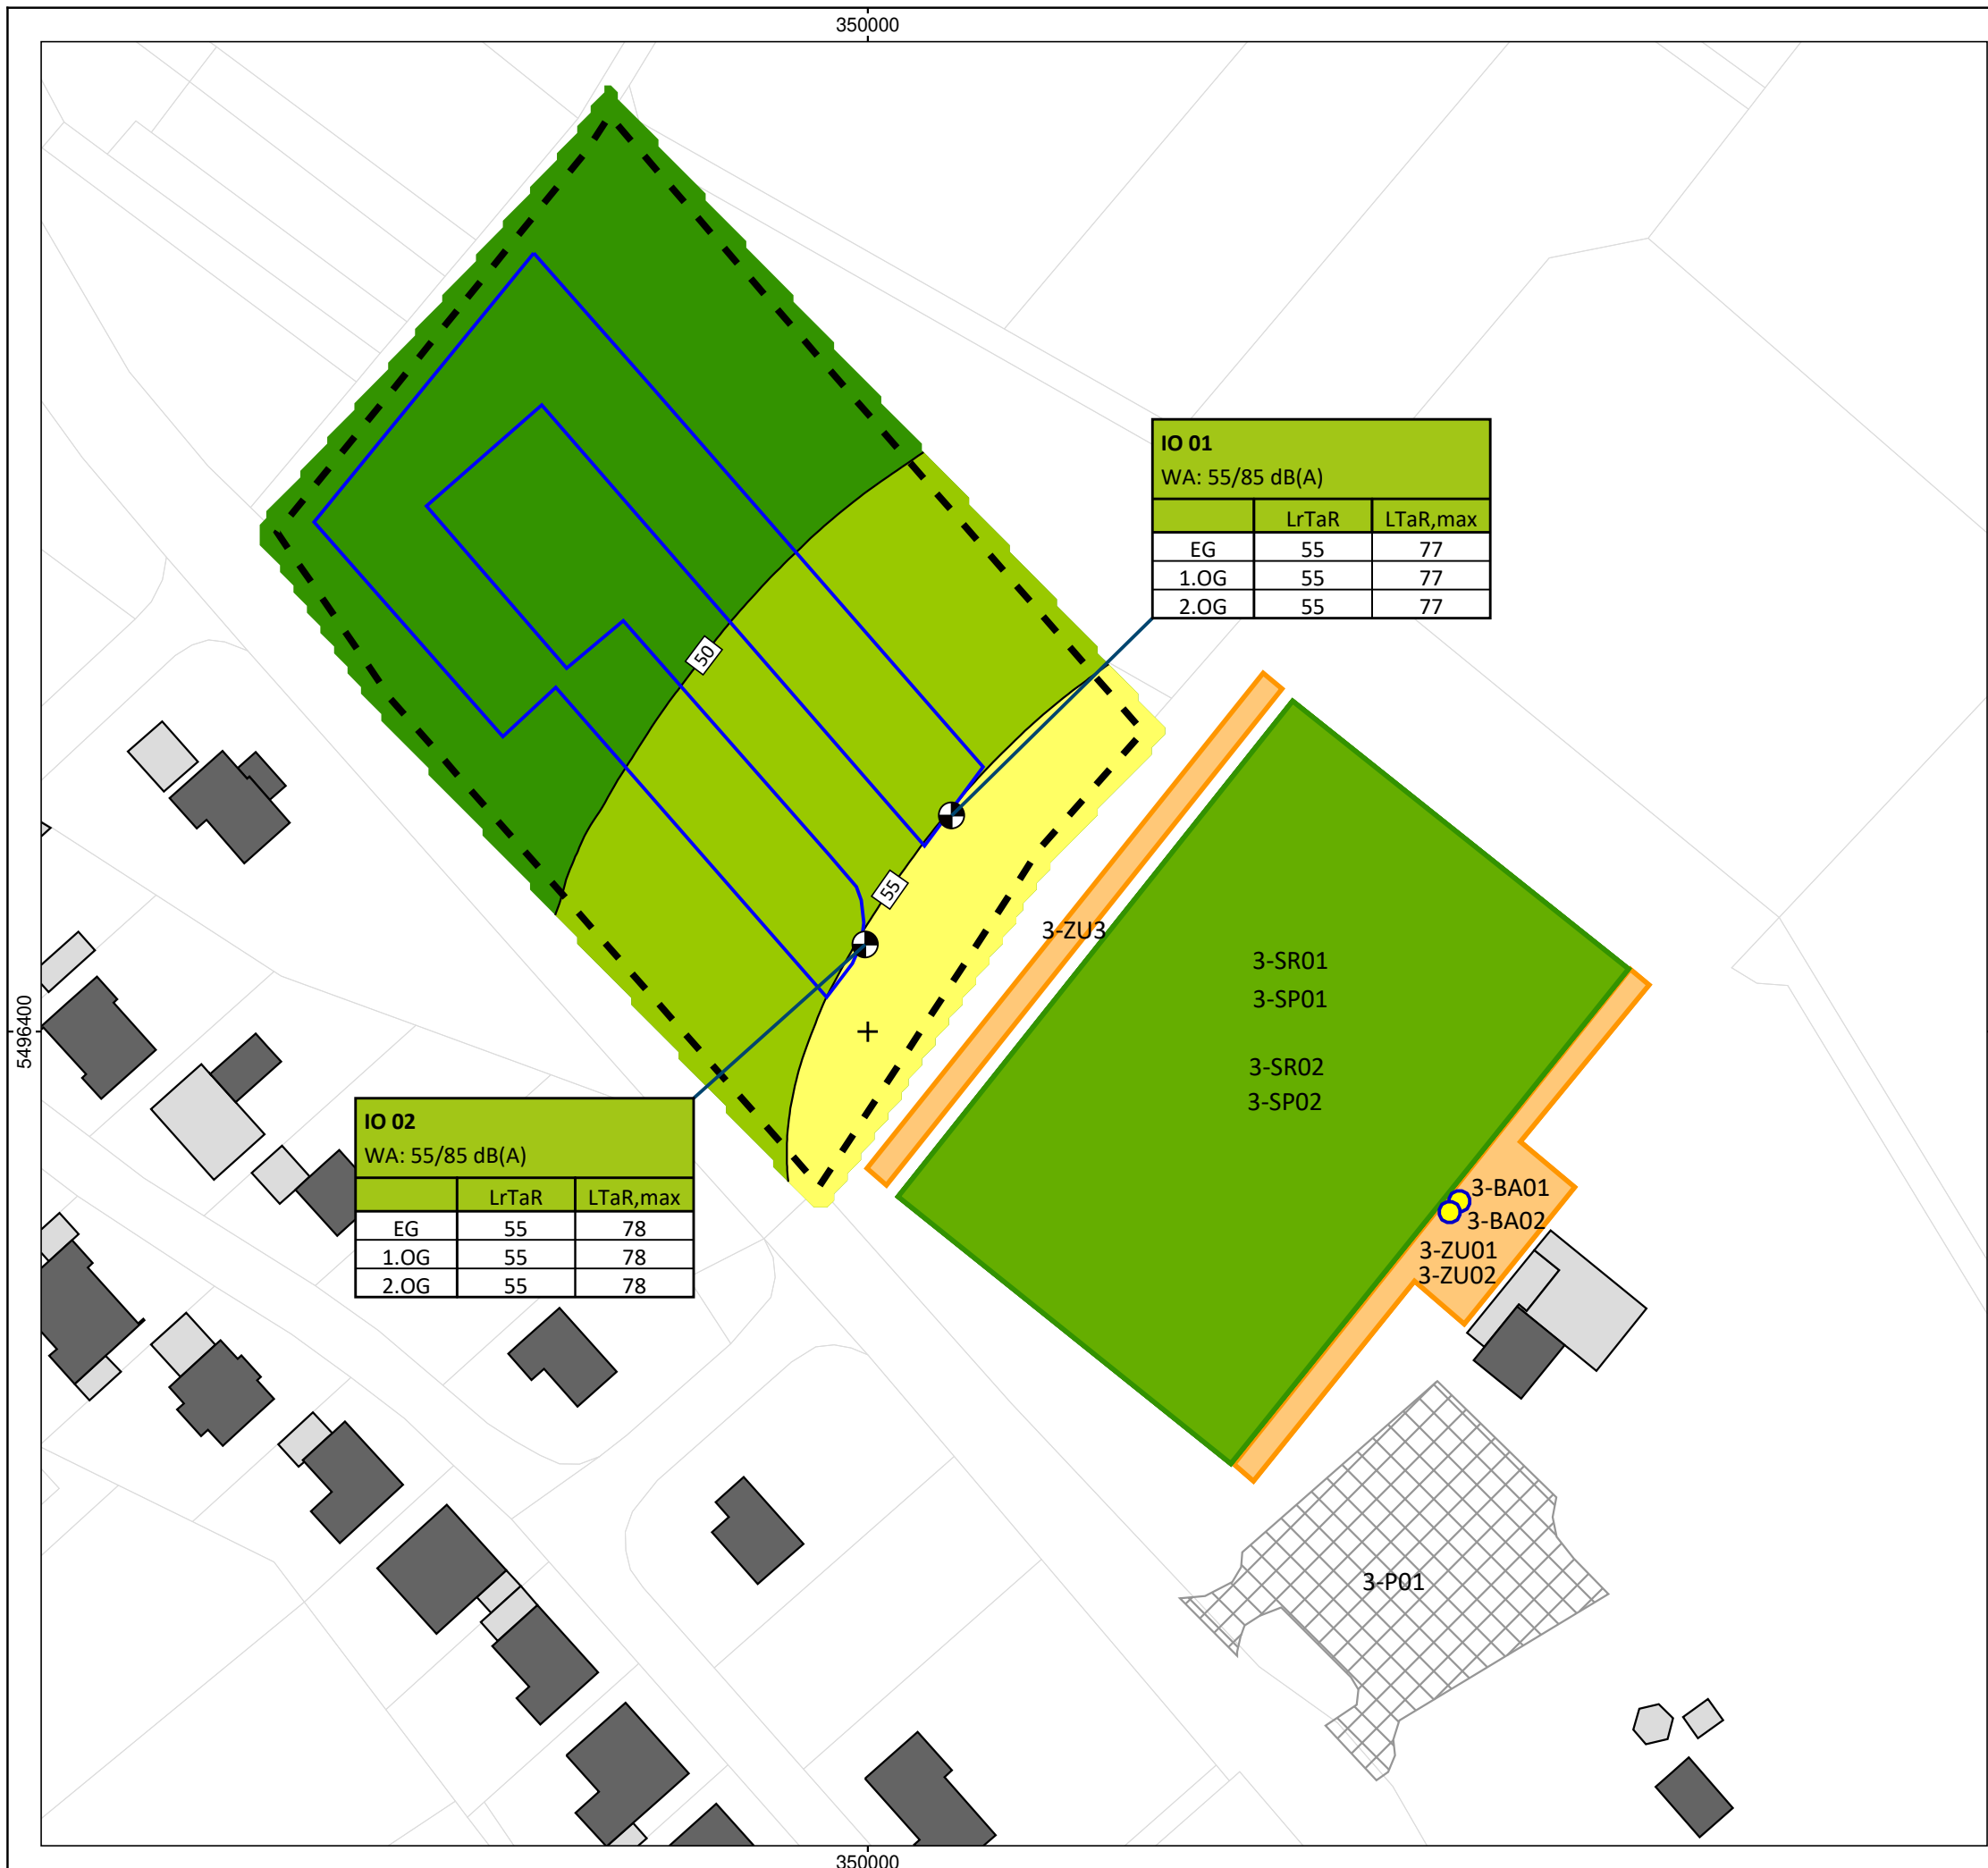 350000
IO 01
WA: 55/85 dB(A)
LrTaR LTaR,max
EG 55 77
1.OG 55 77
2.OG 55 77
50
55
3-ZU3
3-SR01
3-SP01
3-SR02
3-SP02
5496400
IO 02
WA: 55/85 dB(A)
LrTaR LTaR,max
EG 55 78
1.OG 55 78
2.OG 55 78
3-BA01
3-BA02
3-ZU01
3-ZU02
3-P01
350000